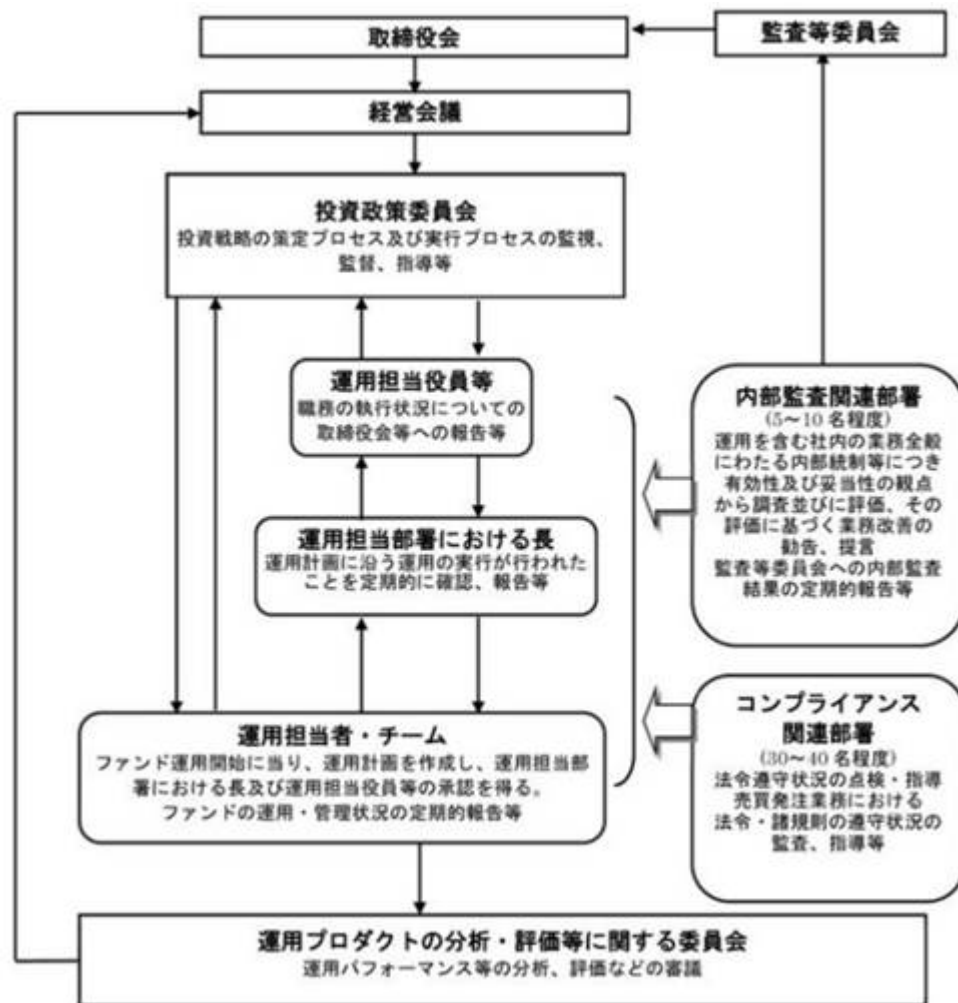 取締役会
監査等委員会
経営会議
投資政策委員会
投資戦略の策定プロセス及び実行プロセスの監視、
監督、指導等
運用担当役員等
職務の執行状況についての
取締役会等への報告等
運用担当部署における長
運用計画に沿う運用の実行が行われた
ことを定期的に確認、報告等
運用担当者・チーム
ファンド運用開始に当り、運用計画を作成し、運用担当部
署における長及び運用担当役員等の承認を得る。
ファンドの運用・管理状況の定期的報告等
内部監査関連部署
(5～10 名程度)
運用を含む社内の業務全般
にわたる内部統制等につき
有効性及び妥当性の観点
から調査並びに評価、その
評価に基づく業務改善の
勧告、提言
監査等委員会への内部監査
結果の定期的報告等
コンプライアンス
関連部署
(30～40 名程度)
法令遵守状況の点検・指導
売買発注業務における
法令・諸規則の遵守状況の
監査、指導等
運用プロダクトの分析・評価等に関する委員会
運用パフォーマンス等の分析、評価などの審議